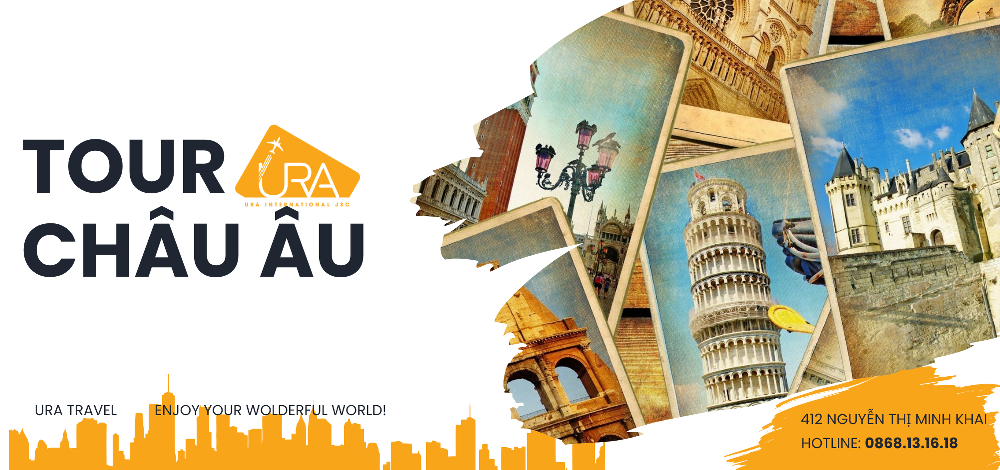 TOUR
URA
URA INTERNATIONAL JSC
CHÂU ÂU
URA TRAVEL
ENJOY YOUR WOLDERFUL WORLD!
412 NGUYỄN THỊ MINH KHAI
HOTLINE: 0868.13.16.18